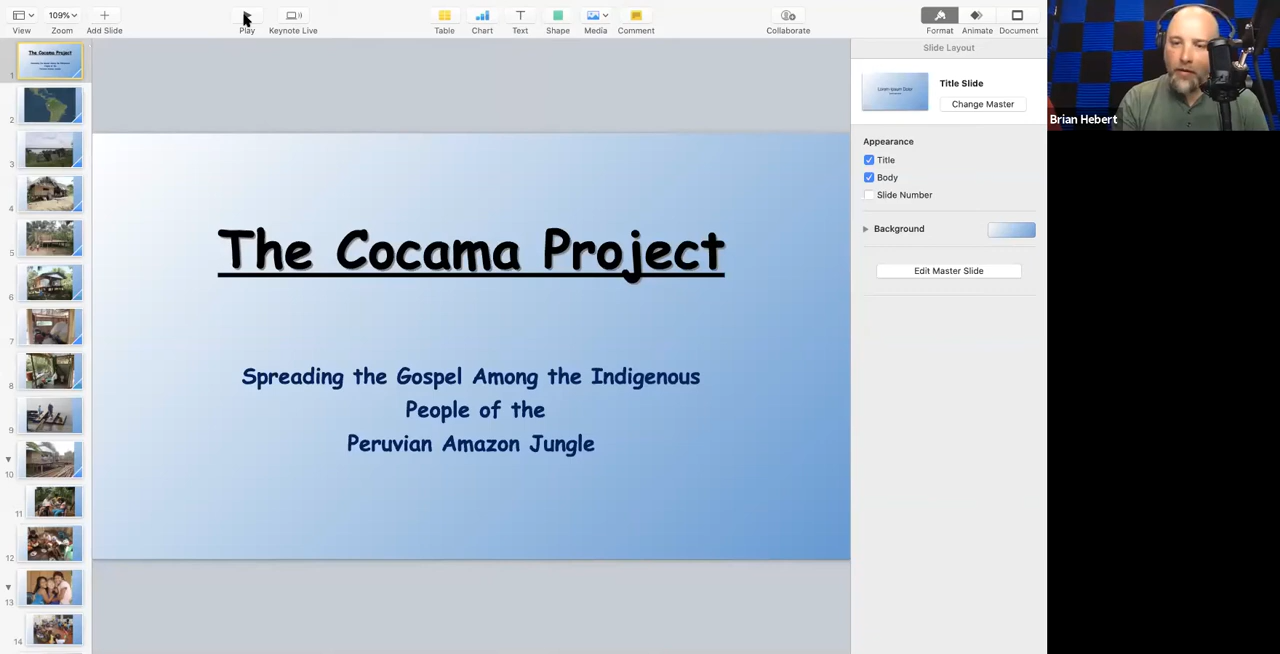 109%
View
Zoom
Add Slide
Play
Keynote Live
Table
Chart
Text
Shape
Media
Comment
Collaborate
Format
Animate
Document
Slide Layout
Title Slide
Change Master
Appearance
Title
Body
Slide Number
Background
Edit Master Slide
The Cocama Project
Spreading the Gospel Among the Indigenous
People of the
Peruvian Amazon Jungle
The Cocama Project
1
2
3
4
5
6
7
8
9
10
11
12
13
14
Brian Hebert